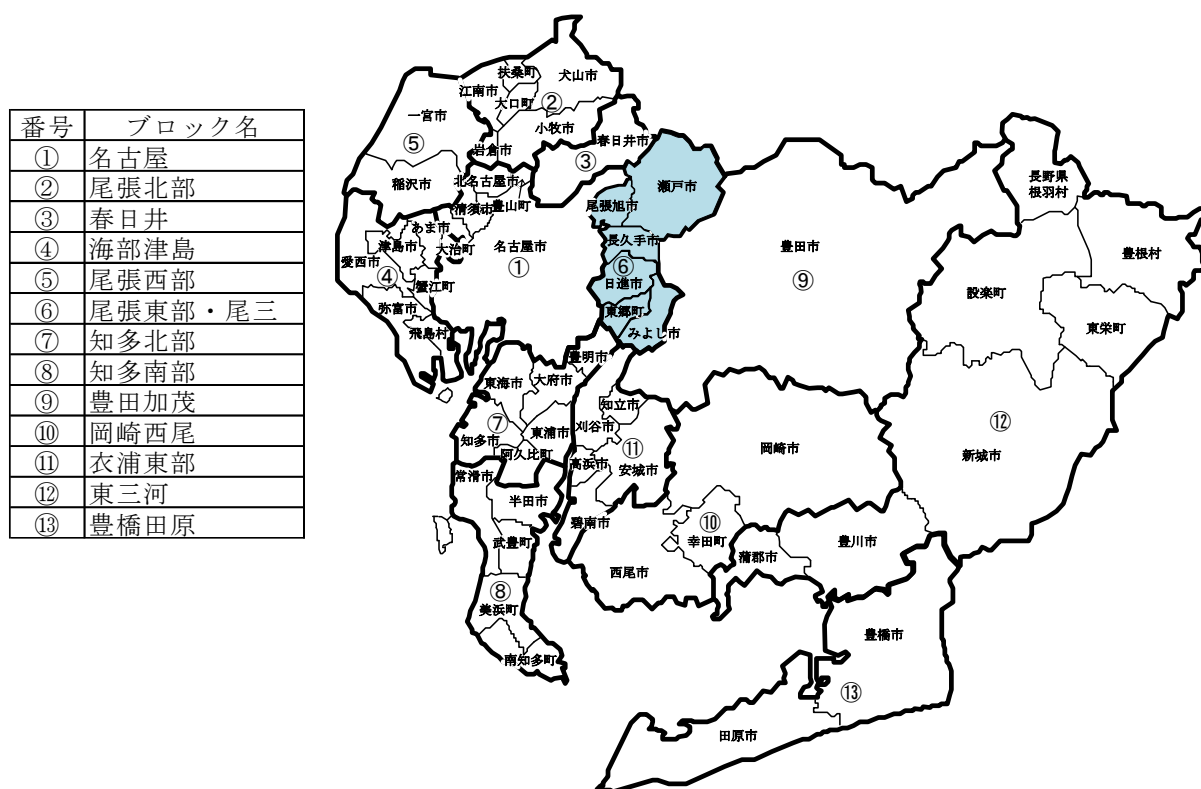 番号 ブロック名
① 名古屋
② 尾張北部
③ 春日井
④ 海部津島
⑤ 尾張西部
⑥ 尾張東部・尾三
⑦ 知多北部
⑧ 知多南部
⑨ 豊田加茂
⑩ 岡崎西尾
⑪ 衣浦東部
⑫ 東三河
⑬ 豊橋田原
扶桑町
犬山市
江南市
大口町
②
一宮市
小牧市
⑤
岩倉市
春日井市
③
稲沢市
北名古屋市
豊山町
清須市
瀬戸市
尾張旭市
長野県
根羽村
あま市
津島市
大治町
名古屋市
①
長久手市
愛西市
④
蟹江町
⑥
日進市
豊田市
⑨
豊根村
設楽町
弥富市
飛島村
東郷町
みよし市
東栄町
豊明市
東海市
大府市
知立市
⑦
知多市
東浦町
刈谷市
⑪
阿久比町
高浜市
安城市
岡崎市
⑫
新城市
常滑市
半田市
碧南市
⑩
幸田町
武豊町
西尾市
蒲郡市
豊川市
⑧
美浜町
豊橋市
南知多町
⑬
田原市